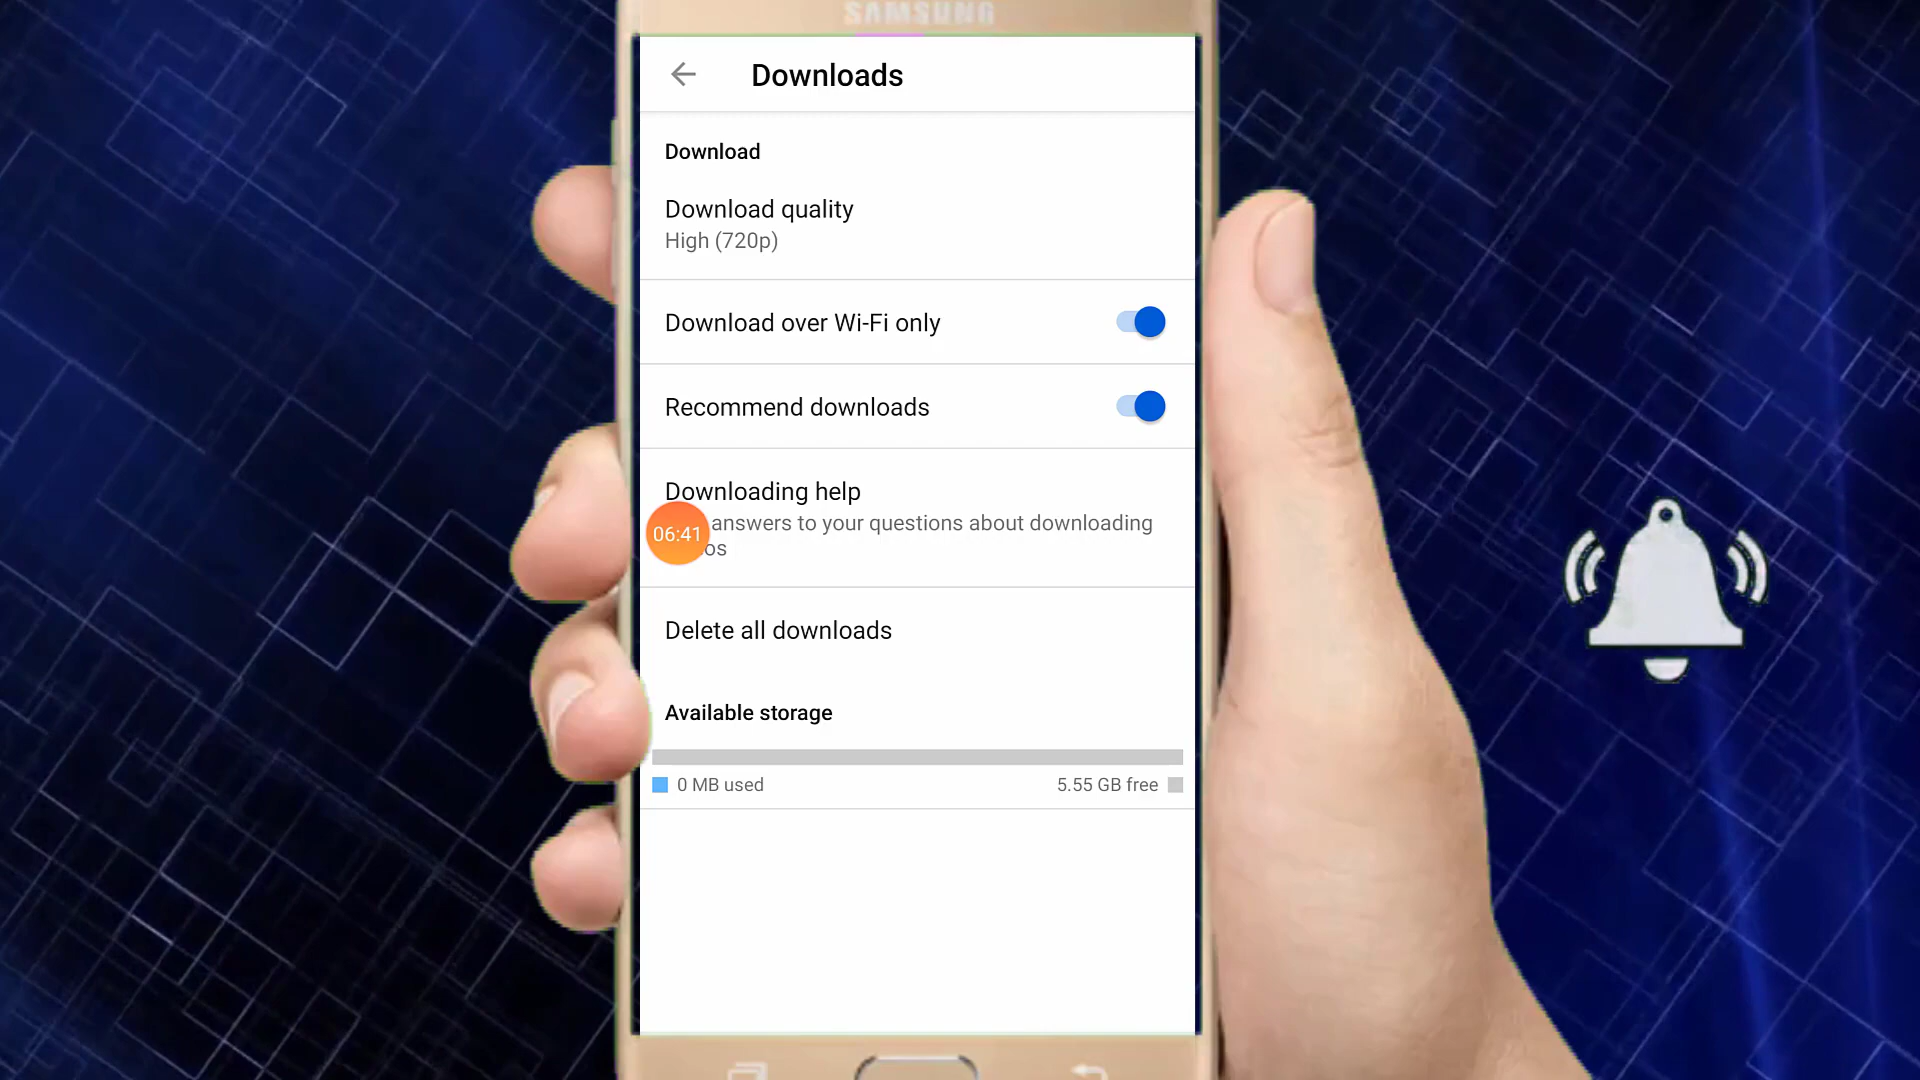 SAMSUNG
Downloads
Download
Download quality
High (720p)
Download over Wi-Fi only
Recommend downloads
Downloading help
answers to your questions about downloading
06:41
os
Delete all downloads
Available storage
0 MB used
5.55 GB free